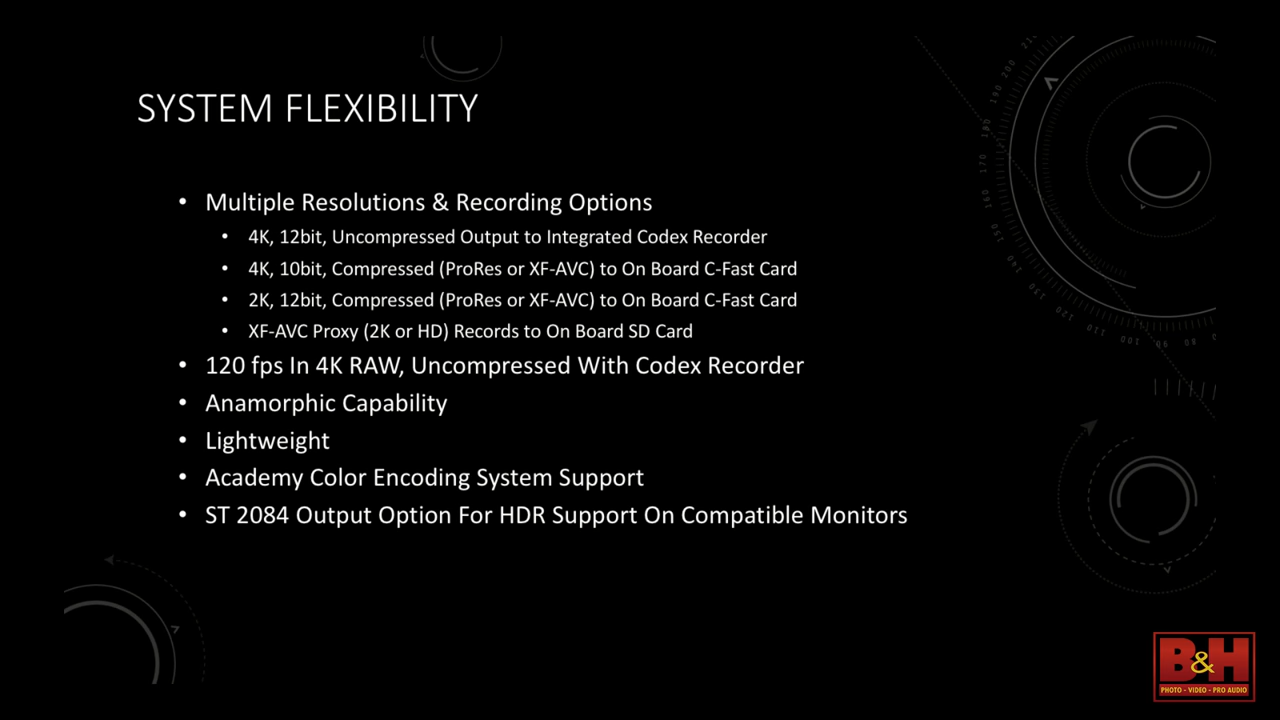 SYSTEM FLEXIBILITY
• Multiple Resolutions & Recording Options
• 4K, 12bit, Uncompressed Output to Integrated Codex Recorder
• 4K, 10bit, Compressed (ProRes or XF-AVC) to On Board C-Fast Card
• 2K, 12bit, Compressed (ProRes or XF-AVC) to On Board C-Fast Card
• XF-AVC Proxy (2K or HD) Records to On Board SD Card
• 120 fps In 4K RAW, Uncompressed With Codex Recorder
• Anamorphic Capability
• Lightweight
• Academy Color Encoding System Support
• ST 2084 Output Option For HDR Support On Compatible Monitors
B&H
PHOTO - VIDEO - PRO AUDIO